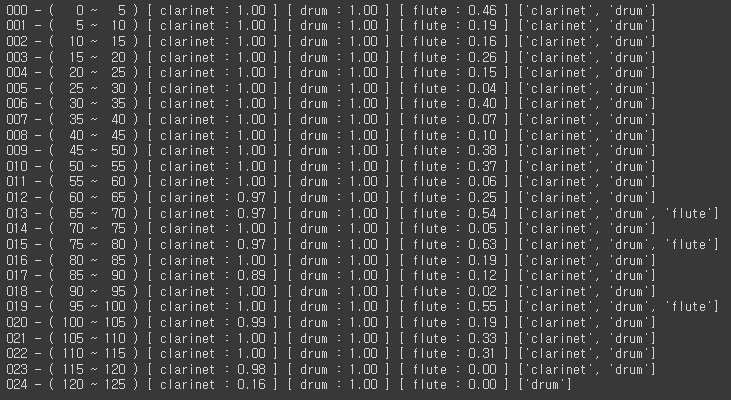 000 - (   0 ~   5 ) [ clarinet : 1.00 ] [ drum : 1.00 ] [ flute : 0.46 ] ['clarinet', 'drum']
001 - (   5 ~  10 ) [ clarinet : 1.00 ] [ drum : 1.00 ] [ flute : 0.19 ] ['clarinet', 'drum']
002 - (  10 ~  15 ) [ clarinet : 1.00 ] [ drum : 1.00 ] [ flute : 0.16 ] ['clarinet', 'drum']
003 - (  15 ~  20 ) [ clarinet : 1.00 ] [ drum : 1.00 ] [ flute : 0.26 ] ['clarinet', 'drum']
004 - (  20 ~  25 ) [ clarinet : 1.00 ] [ drum : 1.00 ] [ flute : 0.15 ] ['clarinet', 'drum']
005 - (  25 ~  30 ) [ clarinet : 1.00 ] [ drum : 1.00 ] [ flute : 0.04 ] ['clarinet', 'drum']
006 - (  30 ~  35 ) [ clarinet : 1.00 ] [ drum : 1.00 ] [ flute : 0.40 ] ['clarinet', 'drum']
007 - (  35 ~  40 ) [ clarinet : 1.00 ] [ drum : 1.00 ] [ flute : 0.07 ] ['clarinet', 'drum']
008 - (  40 ~  45 ) [ clarinet : 1.00 ] [ drum : 1.00 ] [ flute : 0.10 ] ['clarinet', 'drum']
009 - (  45 ~  50 ) [ clarinet : 1.00 ] [ drum : 1.00 ] [ flute : 0.38 ] ['clarinet', 'drum']
010 - (  50 ~  55 ) [ clarinet : 1.00 ] [ drum : 1.00 ] [ flute : 0.37 ] ['clarinet', 'drum']
011 - (  55 ~  60 ) [ clarinet : 1.00 ] [ drum : 1.00 ] [ flute : 0.06 ] ['clarinet', 'drum']
012 - (  60 ~  65 ) [ clarinet : 0.97 ] [ drum : 1.00 ] [ flute : 0.25 ] ['clarinet', 'drum']
013 - (  65 ~  70 ) [ clarinet : 0.97 ] [ drum : 1.00 ] [ flute : 0.54 ] ['clarinet', 'drum', 'flute']
014 - (  70 ~  75 ) [ clarinet : 1.00 ] [ drum : 1.00 ] [ flute : 0.05 ] ['clarinet', 'drum']
015 - (  75 ~  80 ) [ clarinet : 0.97 ] [ drum : 1.00 ] [ flute : 0.63 ] ['clarinet', 'drum', 'flute']
016 - (  80 ~  85 ) [ clarinet : 1.00 ] [ drum : 1.00 ] [ flute : 0.19 ] ['clarinet', 'drum']
017 - (  85 ~  90 ) [ clarinet : 0.89 ] [ drum : 1.00 ] [ flute : 0.12 ] ['clarinet', 'drum']
018 - (  90 ~  95 ) [ clarinet : 1.00 ] [ drum : 1.00 ] [ flute : 0.02 ] ['clarinet', 'drum']
019 - (  95 ~ 100 ) [ clarinet : 1.00 ] [ drum : 1.00 ] [ flute : 0.55 ] ['clarinet', 'drum', 'flute']
020 - ( 100 ~ 105 ) [ clarinet : 0.99 ] [ drum : 1.00 ] [ flute : 0.19 ] ['clarinet', 'drum']
021 - ( 105 ~ 110 ) [ clarinet : 1.00 ] [ drum : 1.00 ] [ flute : 0.33 ] ['clarinet', 'drum']
022 - ( 110 ~ 115 ) [ clarinet : 1.00 ] [ drum : 1.00 ] [ flute : 0.31 ] ['clarinet', 'drum']
023 - ( 115 ~ 120 ) [ clarinet : 0.98 ] [ drum : 1.00 ] [ flute : 0.00 ] ['clarinet', 'drum']
024 - ( 120 ~ 125 ) [ clarinet : 0.16 ] [ drum : 1.00 ] [ flute : 0.00 ] ['drum']